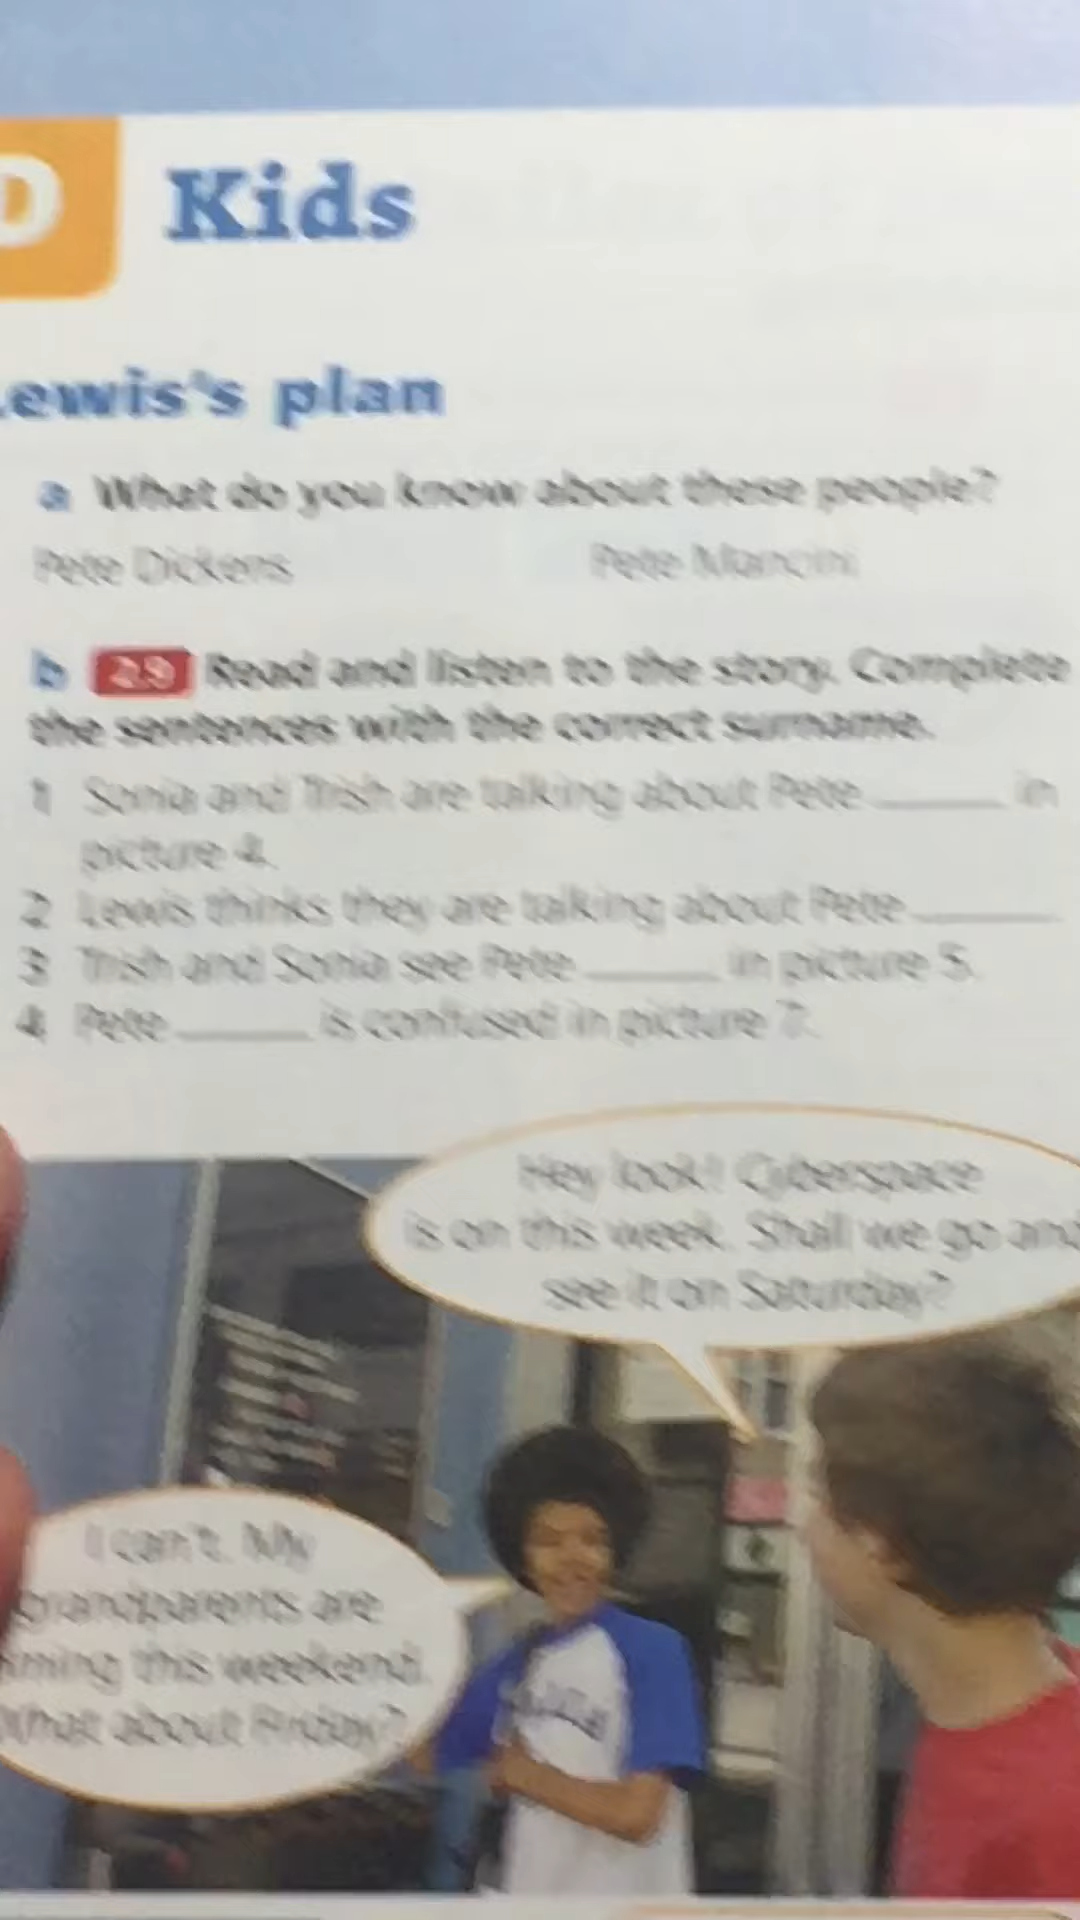 D Kids
Lewis's plan
a What do you know about these people?
Pete Dickens Pete Mancini
b 2.9 Read and listen to the story. Complete
the sentences with the correct surname.
1 Sonia and Trish are talking about Pete ______ in
picture 4.
2 Lewis thinks they are talking about Pete ______
3 Trish and Sonia see Pete ______ in picture 5.
4 Pete ______ is confused in picture 7.
Hey look! Cyberspace
is on this week. Shall we go and
see it on Saturday?
I can't. My
grandparents are
ming this weekend.
What about Friday?